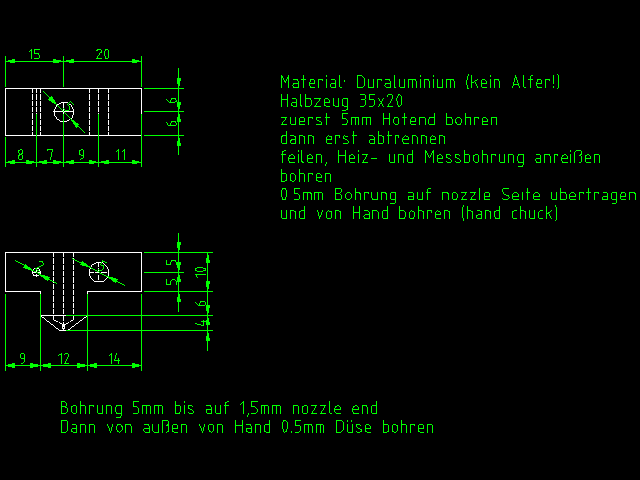 15 20
6
6
8 7 9 11
Material: Duraluminium (kein Alfer!)
Halbzeug 35x20
zuerst 5mm Hotend bohren
dann erst abtrennen
feilen, Heiz- und Messbohrung anreißen
bohren
0.5mm Bohrung auf nozzle Seite ubertragen
und von Hand bohren (hand chuck)
5
5
10
6
4
9 12 14
Bohrung 5mm bis auf 1,5mm nozzle end
Dann von außen von Hand 0.5mm Düse bohren